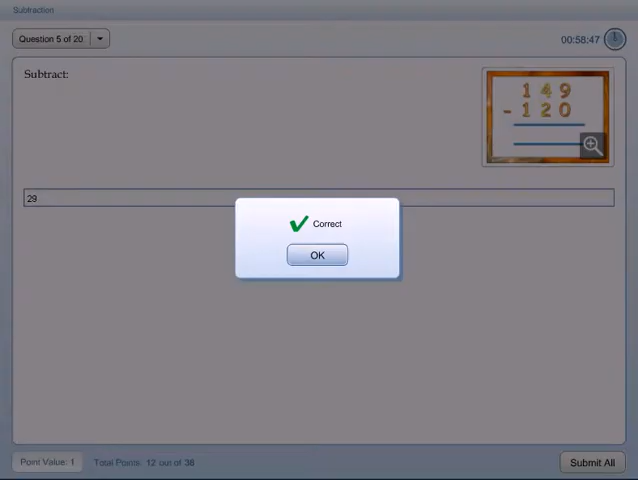 Subtraction
Question 5 of 20
00:58:47
Subtract:
149
- 120
29
Correct
OK
Point Value: 1
Total Points: 12 out of 36
Submit All